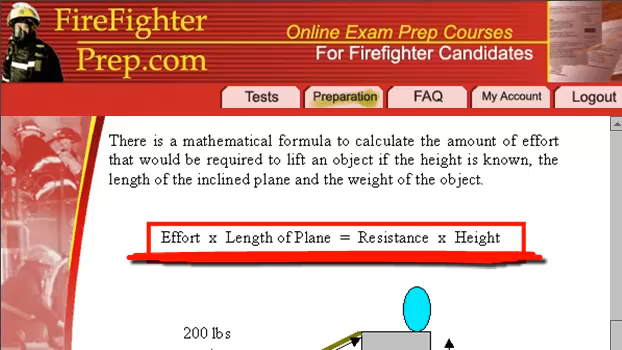 FireFighter
Prep.com
Online Exam Prep Courses
For Firefighter Candidates
Tests
Preparation
FAQ
My Account
Logout
There is a mathematical formula to calculate the amount of effort
that would be required to lift an object if the height is known, the
length of the inclined plane and the weight of the object.
Effort x Length of Plane = Resistance x Height
200 lbs